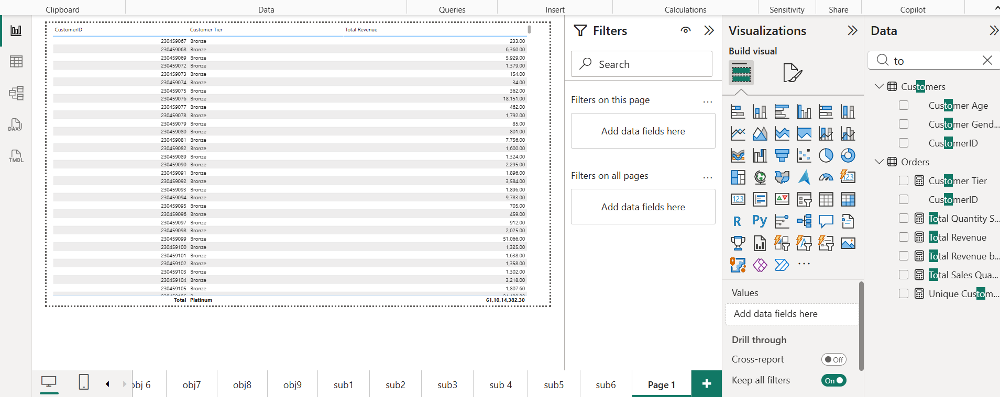 Clipboard
Data
Queries
Insert
Calculations
Sensitivity
Share
Copilot
CustomerID Customer Tier Total Revenue
230459067 Bronze 233.00
230459068 Bronze 6,360.00
230459069 Bronze 5,929.00
230459072 Bronze 1,379.00
230459073 Bronze 154.00
230459074 Bronze 34.00
230459075 Bronze 362.00
230459076 Bronze 18,151.00
230459077 Bronze 462.00
230459078 Bronze 1,792.00
230459079 Bronze 85.00
230459080 Bronze 801.00
230459081 Bronze 7,756.00
230459082 Bronze 1,600.00
230459089 Bronze 1,324.00
230459090 Bronze 2,295.00
230459091 Bronze 1,896.00
230459092 Bronze 3,584.00
230459093 Bronze 1,896.00
230459094 Bronze 9,783.00
230459095 Bronze 705.00
230459096 Bronze 459.00
230459097 Bronze 912.00
230459098 Bronze 2,025.00
230459099 Bronze 51,066.00
230459100 Bronze 1,325.00
230459101 Bronze 1,638.00
230459102 Bronze 1,358.00
230459103 Bronze 1,302.00
230459104 Bronze 3,218.00
230459105 Bronze 1,807.60
Total Platinum 61,10,14,382.30
DAX
TMDL
Filters
Search
Filters on this page ...
Add data fields here
Filters on all pages ...
Add data fields here
Visualizations
Build visual
123
123
R
Py
...
Values
Add data fields here
Drill through
Cross-report Off
Keep all filters On
Data
to
Customers
Customer Age
Customer Gend...
CustomerID
Orders
Customer Tier
CustomerID
Total Quantity S...
Total Revenue
Total Revenue b...
Total Sales Qua...
Unique Custom...
obj 6
obj7
obj8
obj9
sub1
sub2
sub3
sub 4
sub5
sub6
Page 1
+